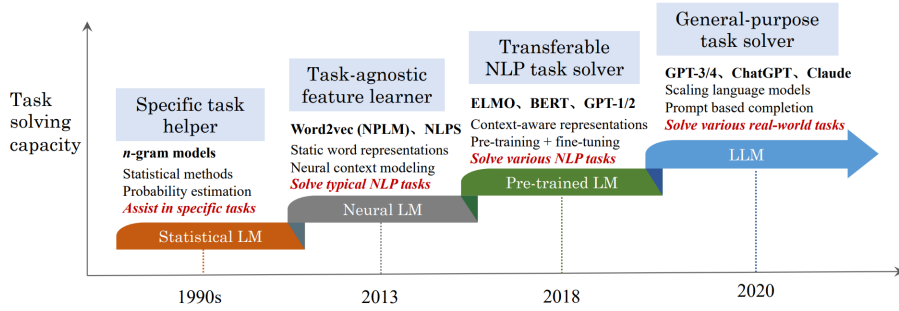 Task
solving
capacity
Specific task
helper
n-gram models
Statistical methods
Probability estimation
Assist in specific tasks
Statistical LM
1990s
Task-agnostic
feature learner
Word2vec (NPLM)、NLPS
Static word representations
Neural context modeling
Solve typical NLP tasks
Neural LM
2013
Transferable
NLP task solver
ELMO、BERT、GPT-1/2
Context-aware representations
Pre-training + fine-tuning
Solve various NLP tasks
Pre-trained LM
2018
General-purpose
task solver
GPT-3/4、ChatGPT、Claude
Scaling language models
Prompt based completion
Solve various real-world tasks
LLM
2020